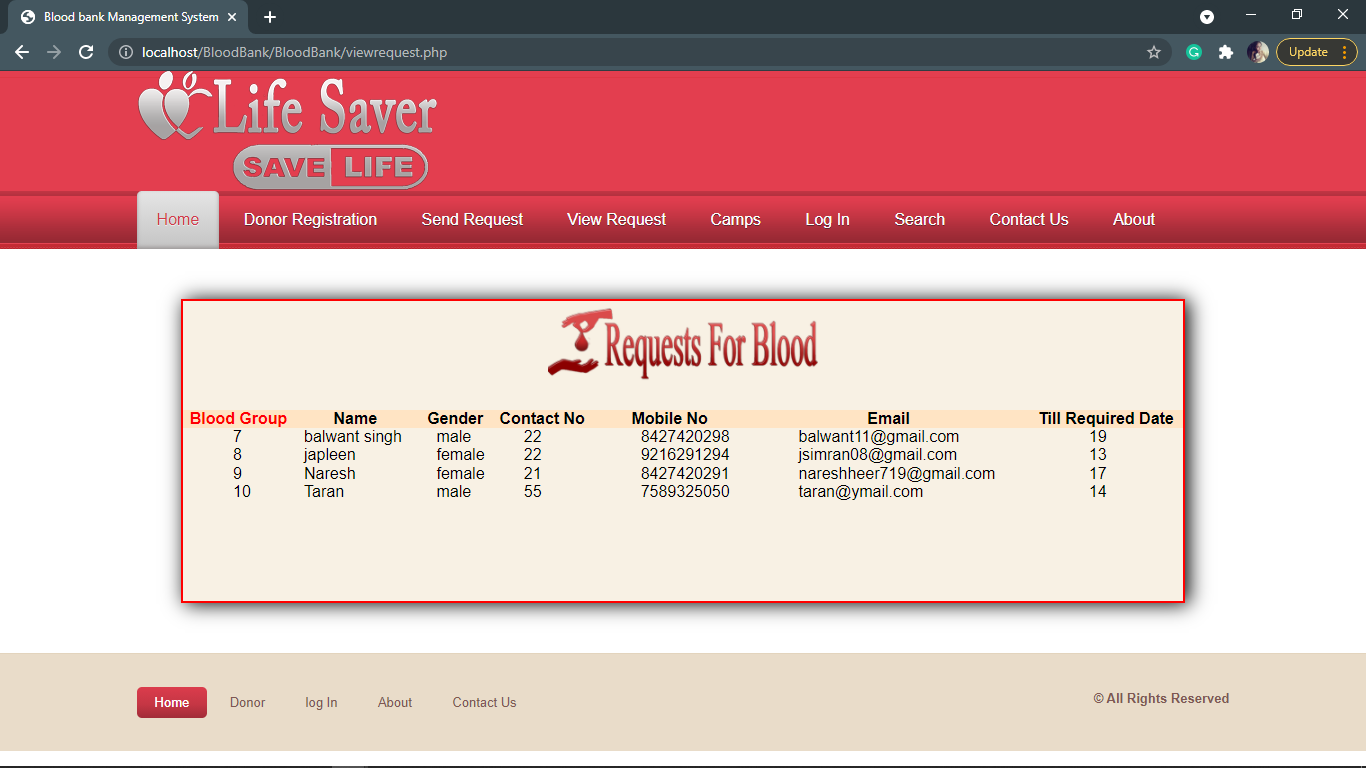 Blood bank Management System
localhost/BloodBank/BloodBank/viewrequest.php
Update
Life Saver
SAVE LIFE
Home Donor Registration Send Request View Request Camps Log In Search Contact Us About
Requests For Blood
Blood Group Name Gender Contact No Mobile No Email Till Required Date
7 balwant singh male 22 8427420298 balwant11@gmail.com 19
8 japleen female 22 9216291294 jsimran08@gmail.com 13
9 Naresh female 21 8427420291 nareshheer719@gmail.com 17
10 Taran male 55 7589325050 taran@ymail.com 14
Home Donor log In About Contact Us © All Rights Reserved